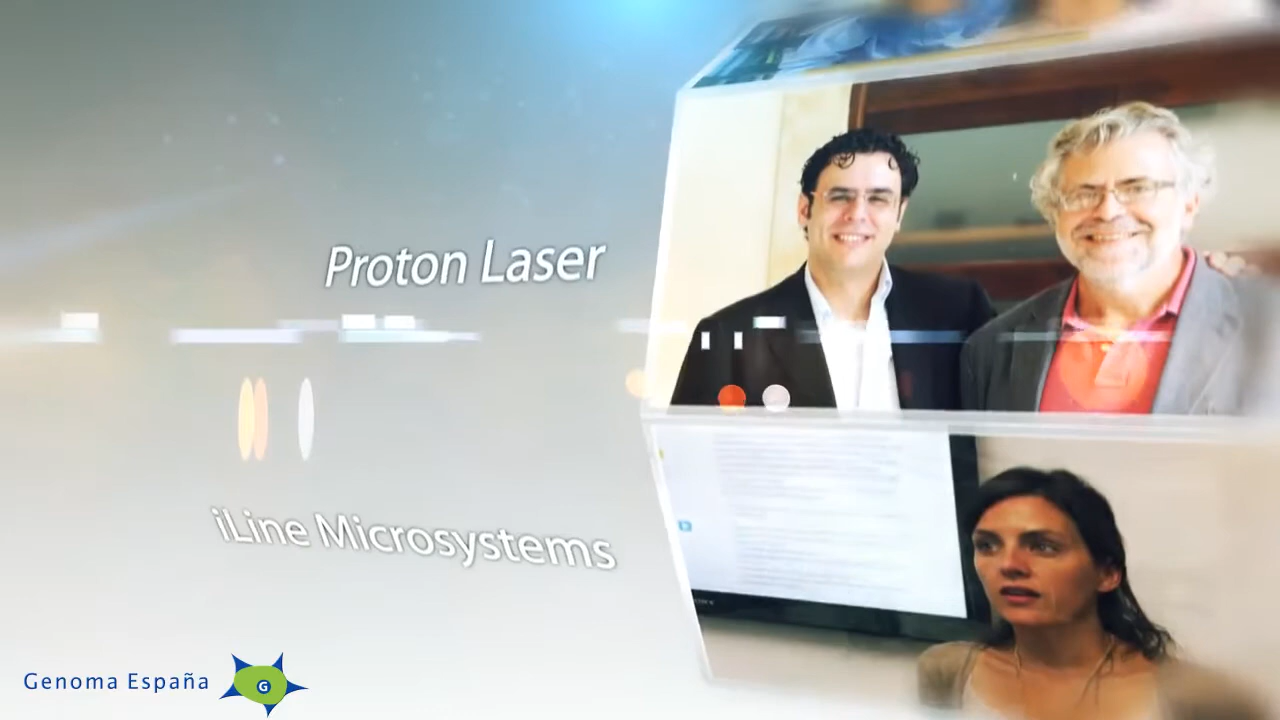 Proton Laser
iLine Microsystems
Genoma España
G